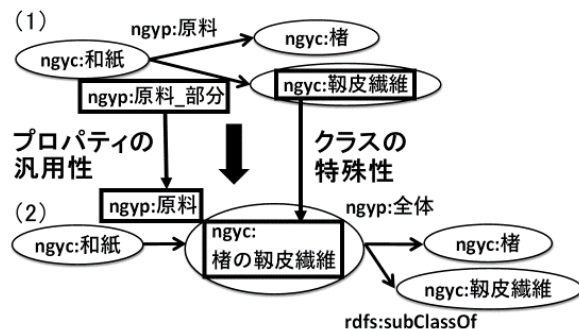 (1)
ngyp:原料
ngyc:楮
ngyc:和紙
ngyc:靱皮繊維
ngyp:原料_部分
プロパティの
汎用性
クラスの
特殊性
ngyp:原料
ngyp:全体
(2)
ngyc:和紙
ngyc:
楮の靱皮繊維
ngyc:楮
ngyc:靱皮繊維
rdfs:subClassOf